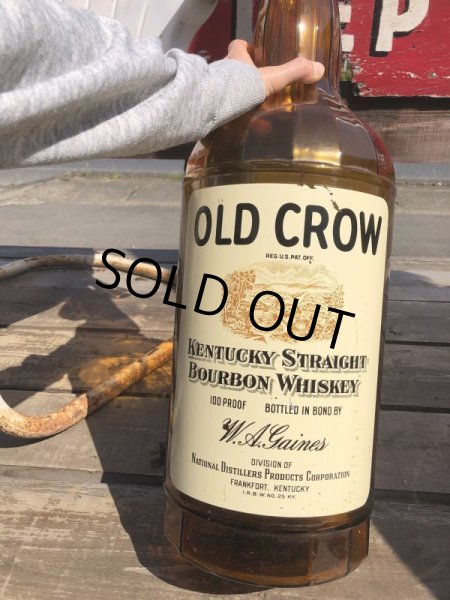 EP
OLD CROW
REG. U.S. PAT. OFF.
SOLD OUT
KENTUCKY STRAIGHT
BOURBON WHISKEY
100 PROOF BOTTLED IN BOND BY
W.A. Gaines
DIVISION OF
NATIONAL DISTILLERS PRODUCTS CORPORATION
FRANKFORT, KENTUCKY
I.R.B.W. NO. 25 KY.